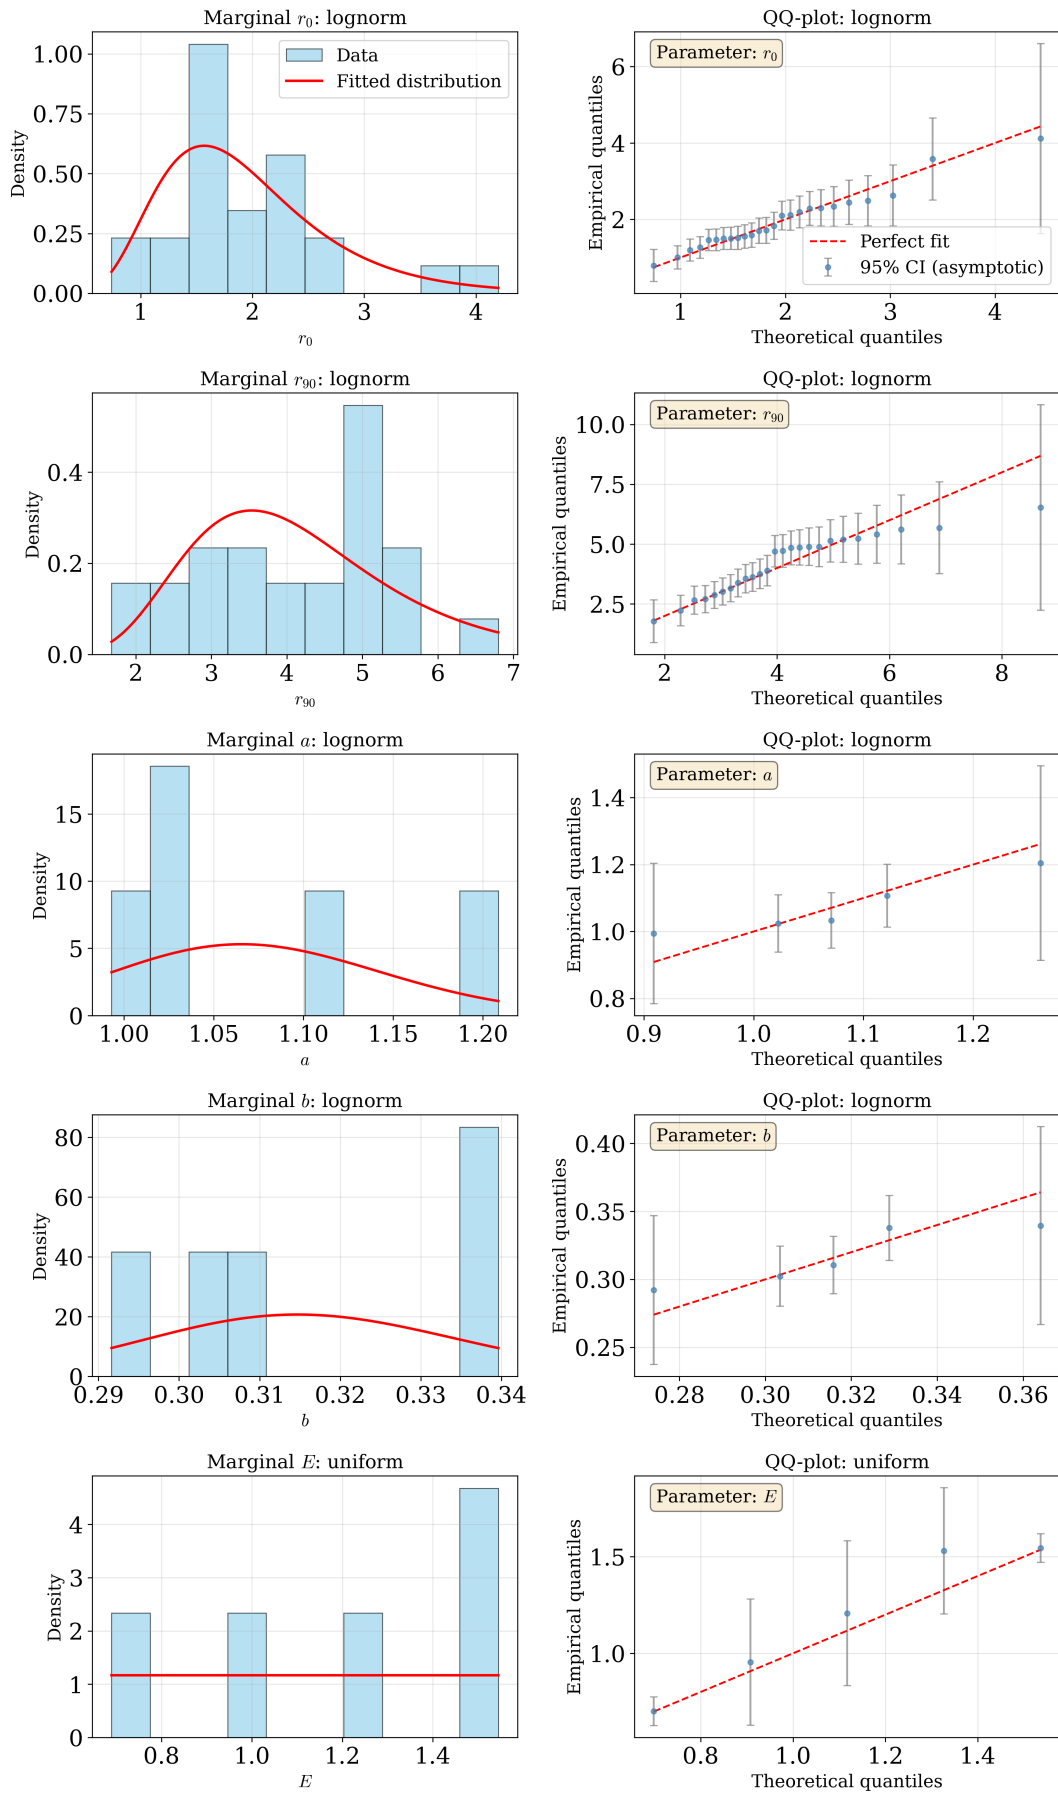 Marginal r₀: lognorm
Density
1.00
0.75
0.50
0.25
0.00
Data
Fitted distribution
1 2 3 4
r₀
QQ-plot: lognorm
Parameter: r₀
Empirical quantiles
6
4
2
Perfect fit
95% CI (asymptotic)
1 2 3 4
Theoretical quantiles
Marginal r₉₀: lognorm
Density
0.4
0.2
0.0
2 3 4 5 6 7
r₉₀
QQ-plot: lognorm
Parameter: r₉₀
Empirical quantiles
10.0
7.5
5.0
2.5
2 4 6 8
Theoretical quantiles
Marginal a: lognorm
Density
15
10
5
0
1.00 1.05 1.10 1.15 1.20
a
QQ-plot: lognorm
Parameter: a
Empirical quantiles
1.4
1.2
1.0
0.8
0.9 1.0 1.1 1.2
Theoretical quantiles
Marginal b: lognorm
Density
80
60
40
20
0
0.29 0.30 0.31 0.32 0.33 0.34
b
QQ-plot: lognorm
Parameter: b
Empirical quantiles
0.40
0.35
0.30
0.25
0.28 0.30 0.32 0.34 0.36
Theoretical quantiles
Marginal E: uniform
Density
4
3
2
1
0
0.8 1.0 1.2 1.4
E
QQ-plot: uniform
Parameter: E
Empirical quantiles
1.5
1.0
0.8 1.0 1.2 1.4
Theoretical quantiles